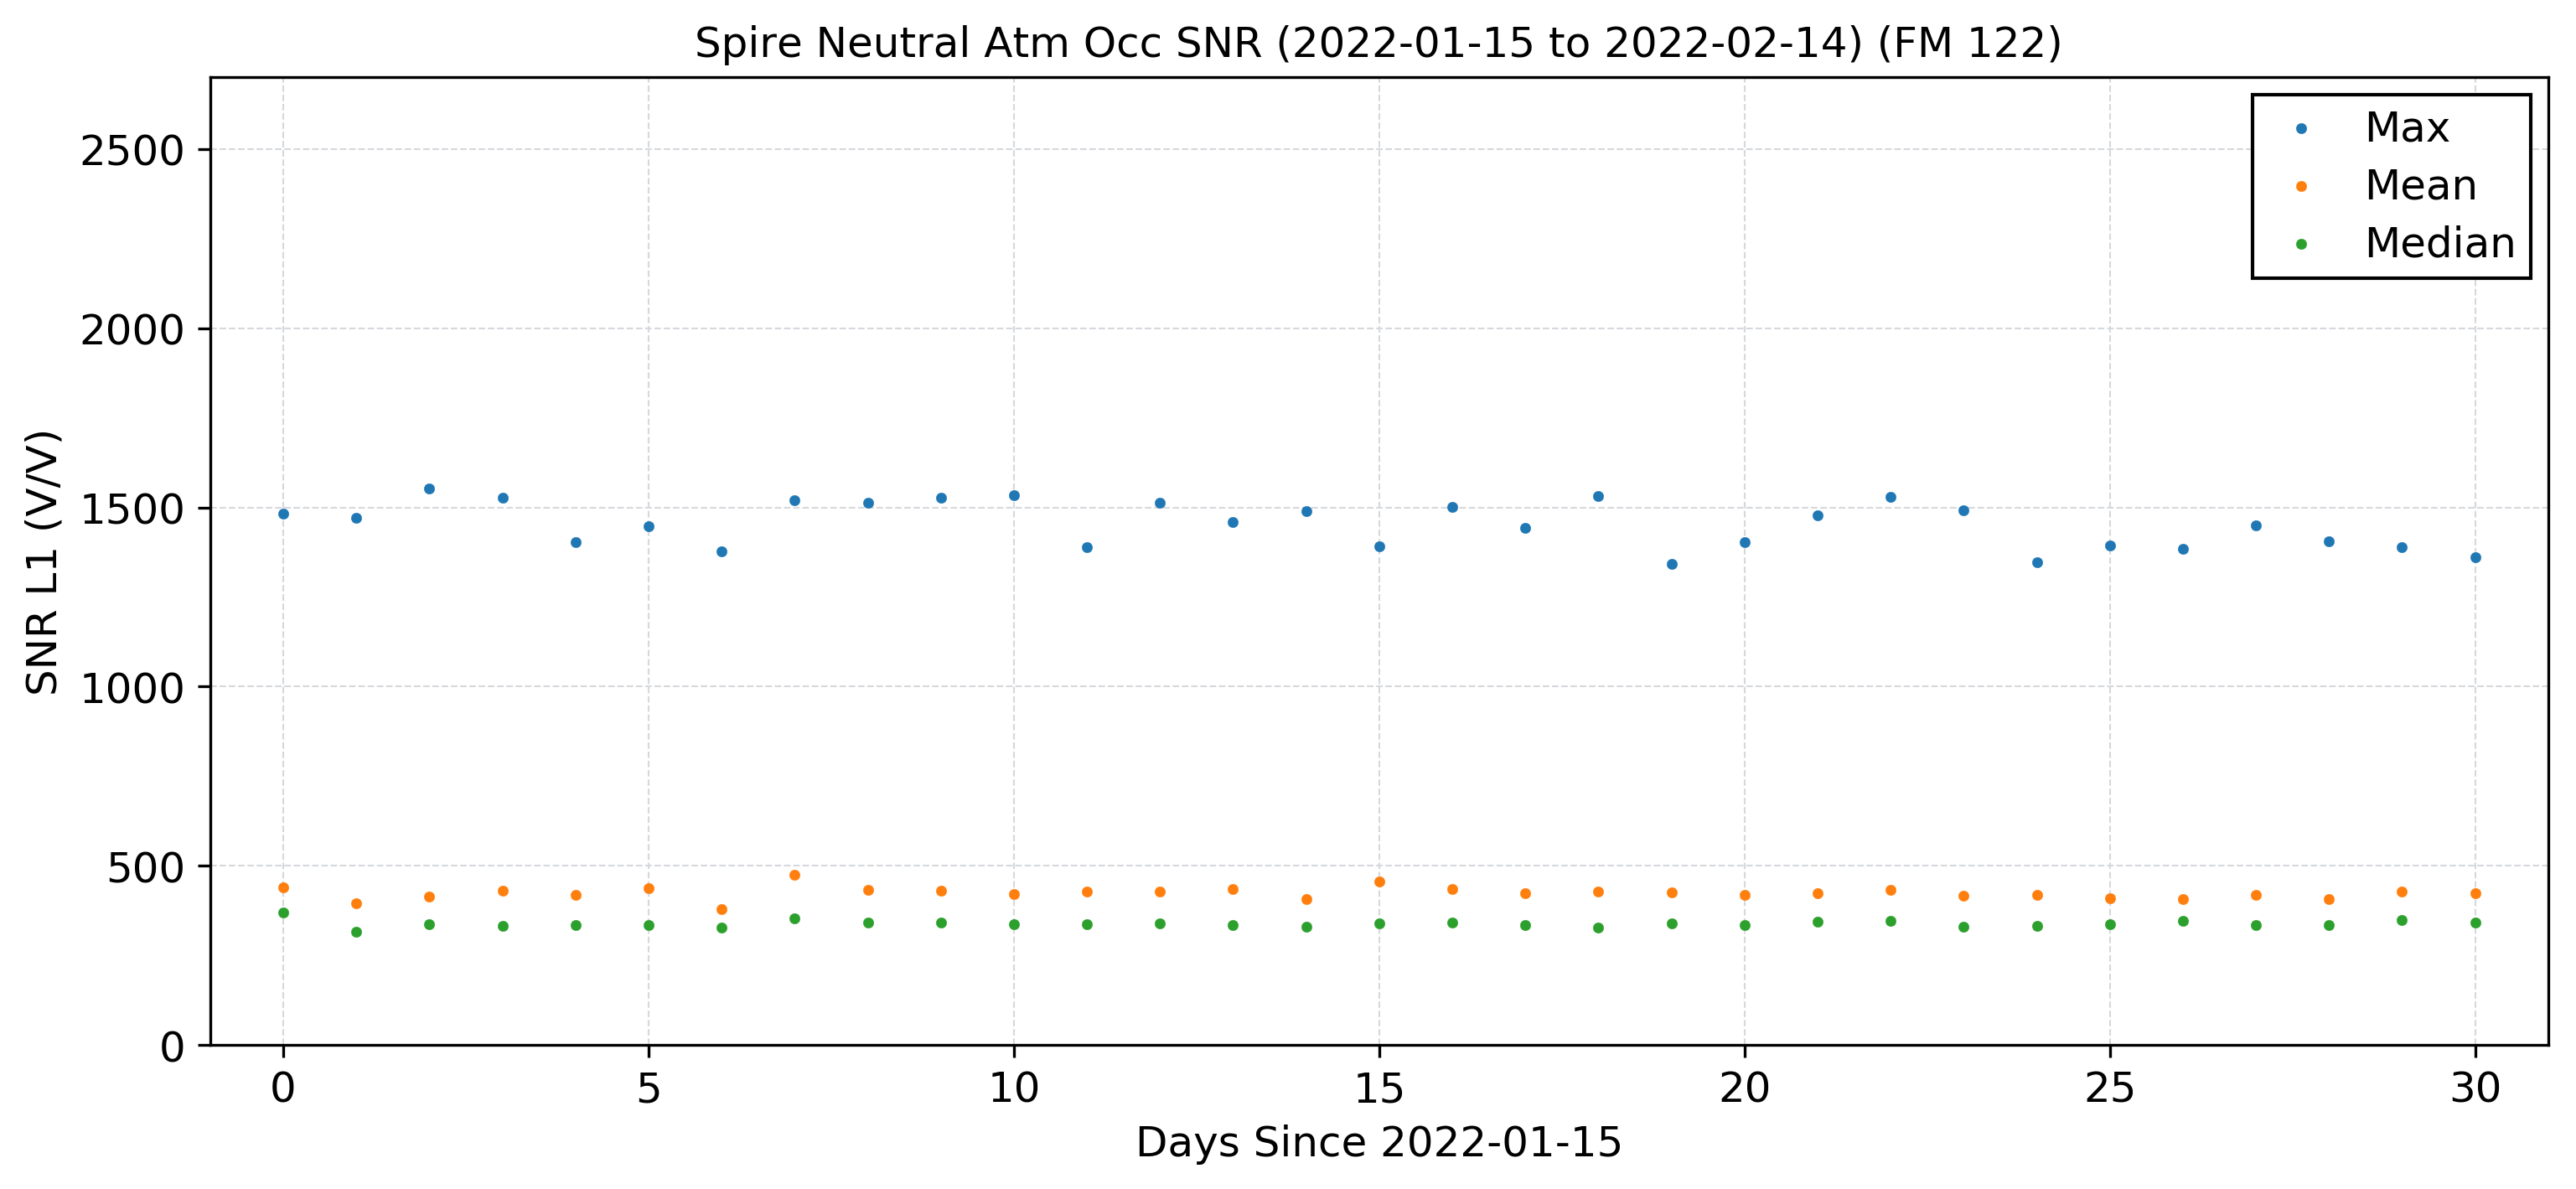 Spire Neutral Atm Occ SNR (2022-01-15 to 2022-02-14) (FM 122)
Max
Mean
Median
SNR L1 (V/V)
2500
2000
1500
1000
500
0
0 5 10 15 20 25 30
Days Since 2022-01-15